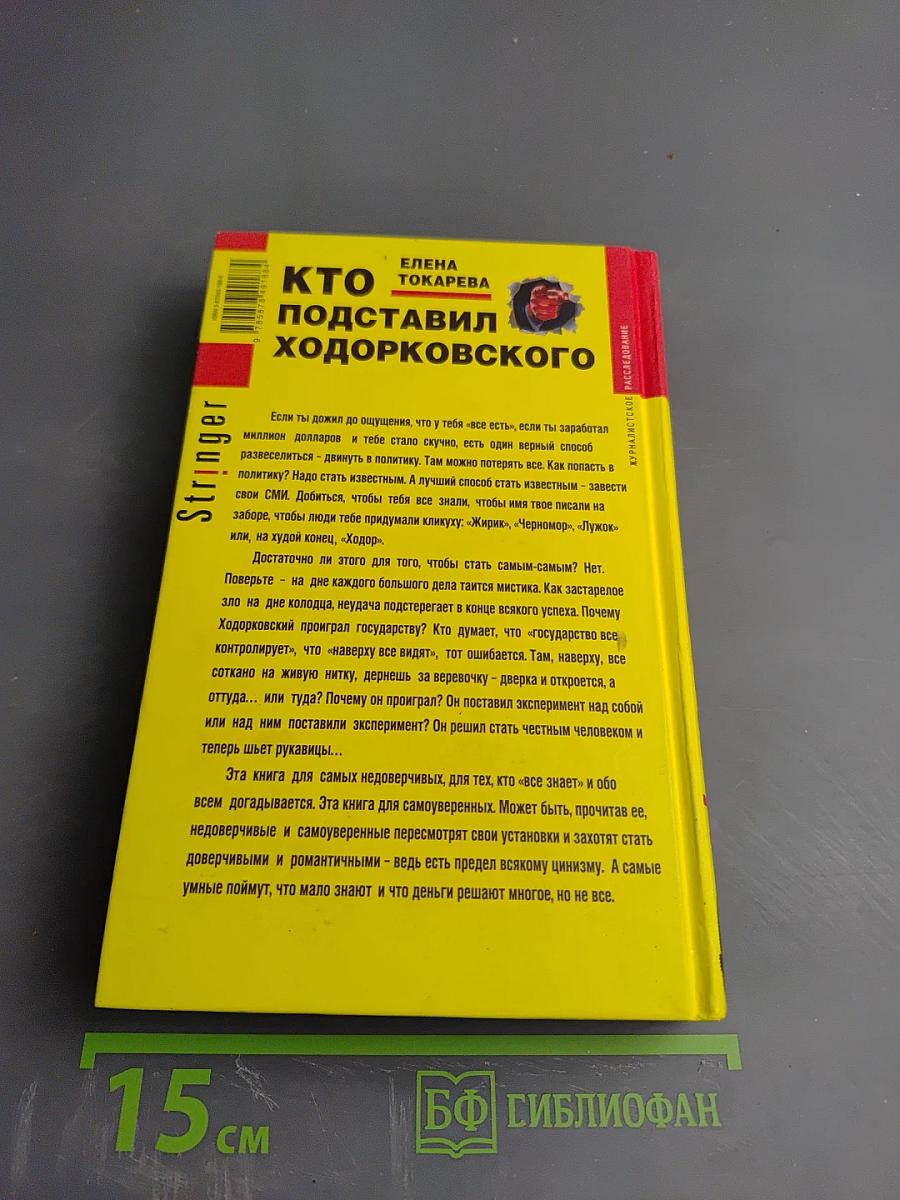 ЕЛЕНА
ТОКАРЕВА
КТО
ПОДСТАВИЛ
ХОДОРКОВСКОГО
9785878491884
Stringer
ЖУРНАЛИСТСКОЕ РАССЛЕДОВАНИЕ
Если ты дожил до ощущения, что у тебя «все есть», если ты заработал
миллион долларов и тебе стало скучно, есть один верный способ
развеселиться – двинуть в политику. Там можно потерять все. Как попасть в
политику? Надо стать известным. А лучший способ стать известным – завести
свои СМИ. Добиться, чтобы тебя все знали, чтобы имя твое писали на
заборе, чтобы люди тебе придумали кликуху: «Жирик», «Черномор», «Лужок»
или, на худой конец, «Ходор».
Достаточно ли этого для того, чтобы стать самым-самым? Нет.
Поверьте – на дне каждого большого дела таится мистика. Как застарелое
зло на дне колодца, неудача подстерегает в конце всякого успеха. Почему
Ходорковский проиграл государству? Кто думает, что «государство все
контролирует», что «наверху все видят», тот ошибается. Там, наверху, все
соткано на живую нитку, дернешь за веревочку – дверка и откроется, а
оттуда... или туда? Почему он проиграл? Он поставил эксперимент над собой
или над ним поставили эксперимент? Он решил стать честным человеком и
теперь шьет рукавицы...
Эта книга для самых недоверчивых, для тех, кто «все знает» и обо
всем догадывается. Эта книга для самоуверенных. Может быть, прочитав ее,
недоверчивые и самоуверенные пересмотрят свои установки и захотят стать
доверчивыми и романтичными – ведь есть предел всякому цинизму. А самые
умные поймут, что мало знают и что деньги решают многое, но не все.
15 см
БФ
БИБЛИОФАН